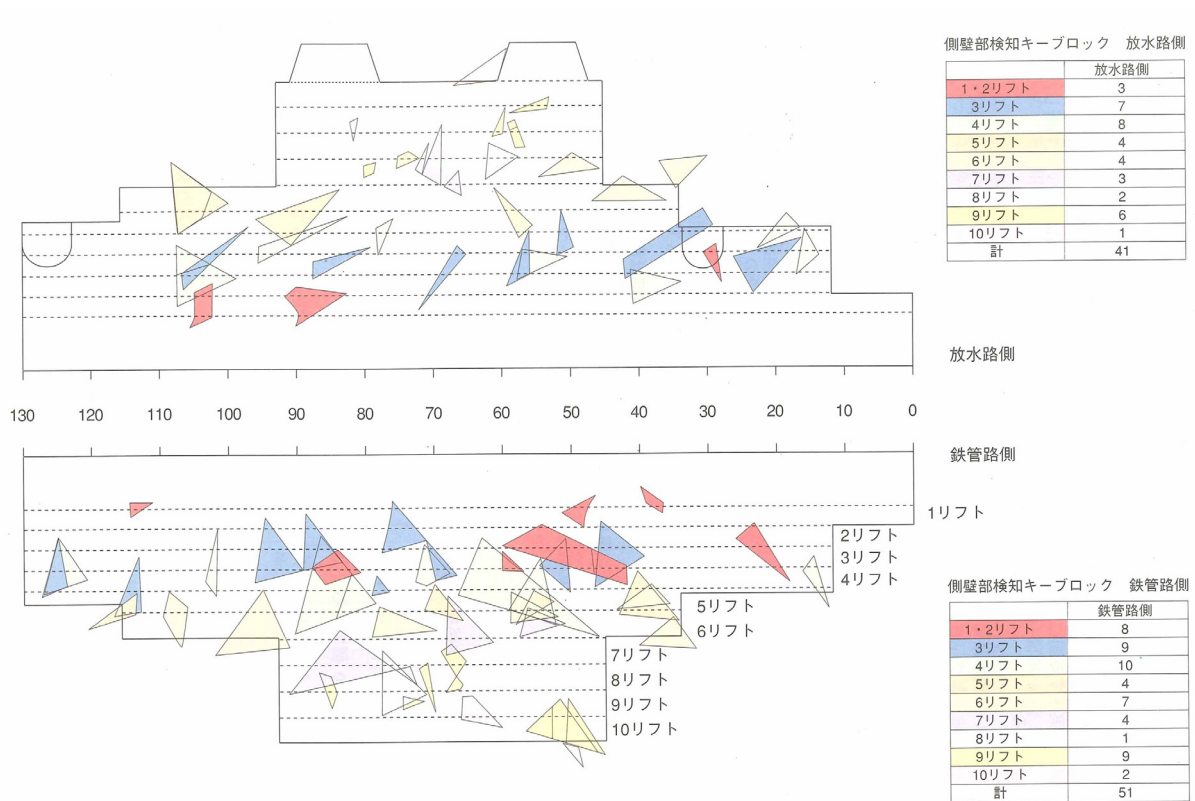 側壁部検知キーブロック 放水路側
放水路側
1・2リフト 3
3リフト 7
4リフト 8
5リフト 4
6リフト 4
7リフト 3
8リフト 2
9リフト 6
10リフト 1
計 41
放水路側
130 120 110 100 90 80 70 60 50 40 30 20 10 0
鉄管路側
1リフト
2リフト
3リフト
4リフト
5リフト
6リフト
7リフト
8リフト
9リフト
10リフト
側壁部検知キーブロック 鉄管路側
鉄管路側
1・2リフト 8
3リフト 9
4リフト 10
5リフト 4
6リフト 7
7リフト 4
8リフト 1
9リフト 9
10リフト 2
計 51